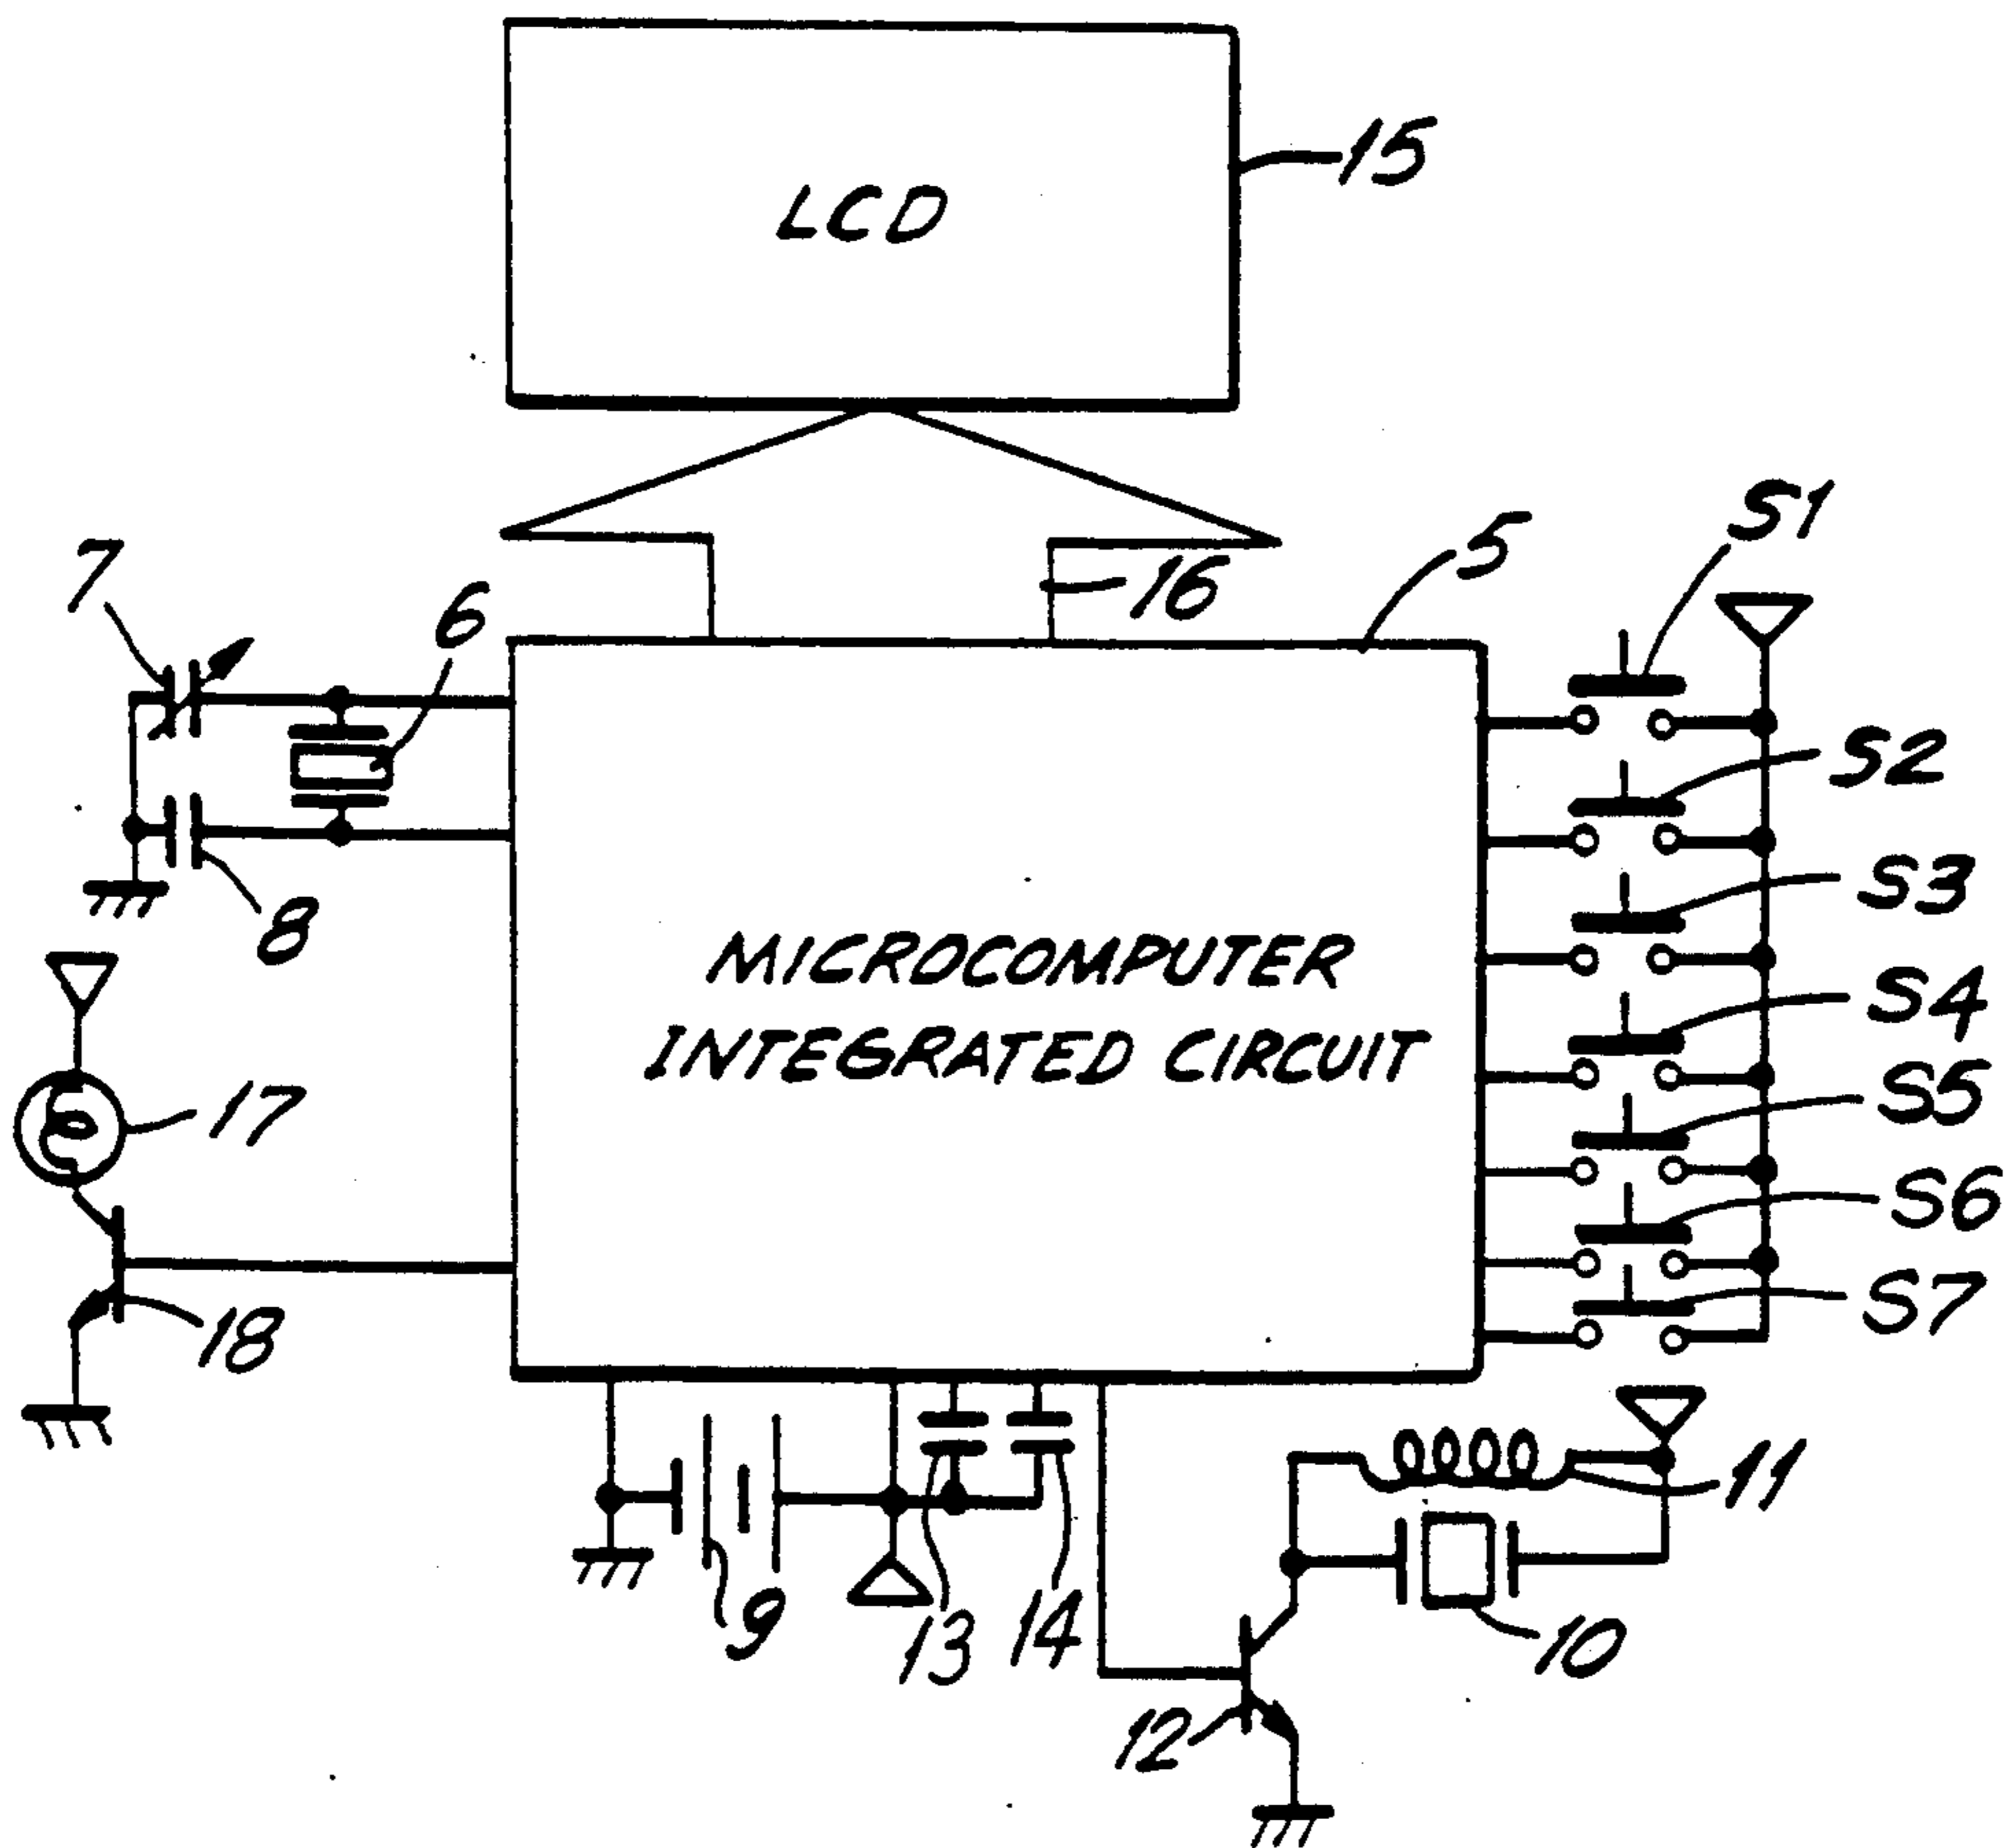 LCD
15
16
5
S1
7
6
S2
8
S3
MICROCOMPUTER
INTEGRATED CIRCUIT
S4
S5
17
S6
S7
18
11
9
13
14
10
12